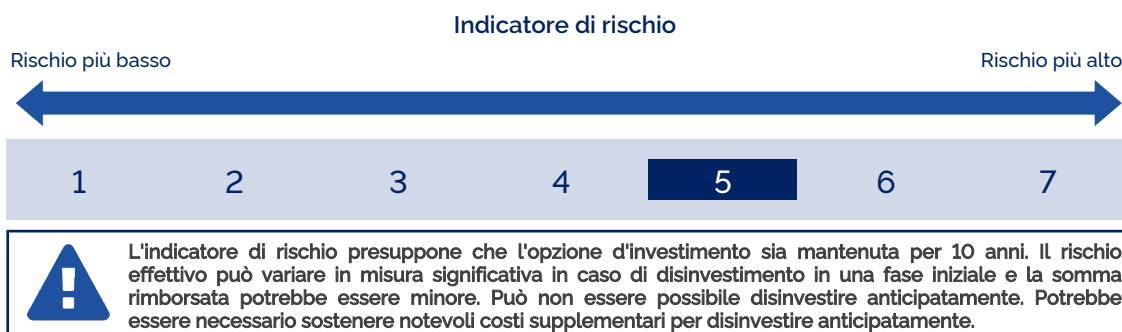 Indicatore di rischio
Rischio più basso
Rischio più alto
1 2 3 4 5 6 7
L'indicatore di rischio presuppone che l'opzione d'investimento sia mantenuta per 10 anni. Il rischio
effettivo può variare in misura significativa in caso di disinvestimento in una fase iniziale e la somma
rimborsata potrebbe essere minore. Può non essere possibile disinvestire anticipatamente. Potrebbe
essere necessario sostenere notevoli costi supplementari per disinvestire anticipatamente.